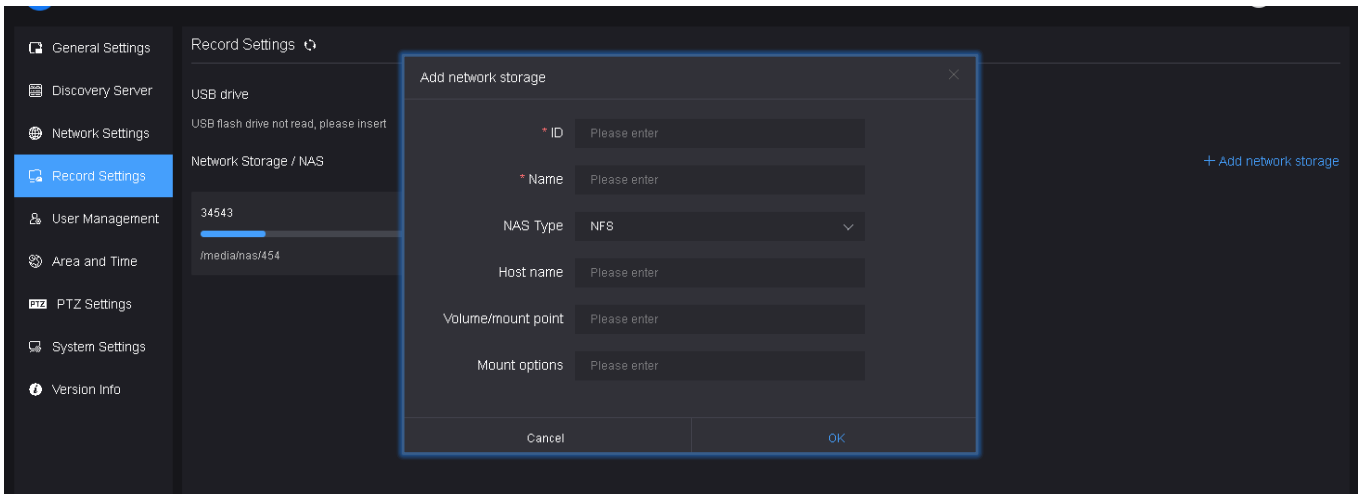 General Settings
Discovery Server
Network Settings
Record Settings
User Management
Area and Time
PTZ PTZ Settings
System Settings
Version Info
Record Settings
USB drive
USB flash drive not read, please insert
Network Storage / NAS
+ Add network storage
34543
/media/nas/454
Add network storage
* ID Please enter
* Name Please enter
NAS Type NFS
Host name Please enter
Volume/mount point Please enter
Mount options Please enter
Cancel OK